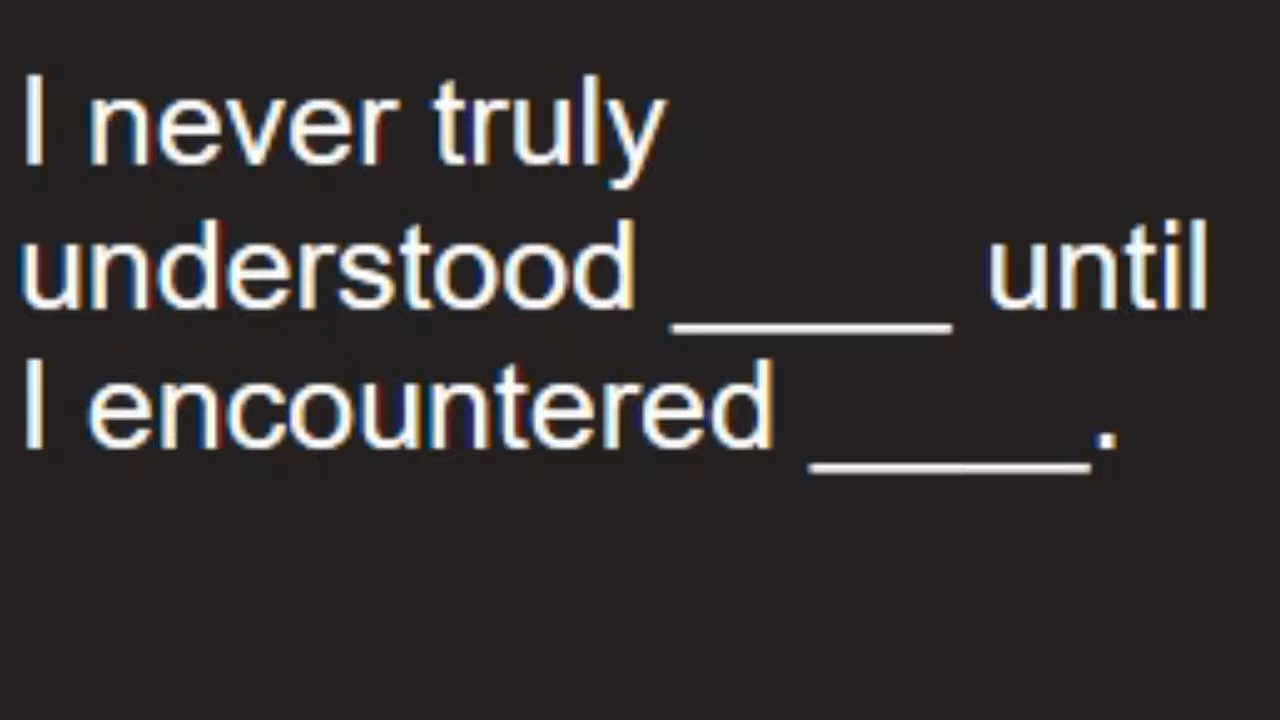 I never truly
understood _____ until
I encountered _____.